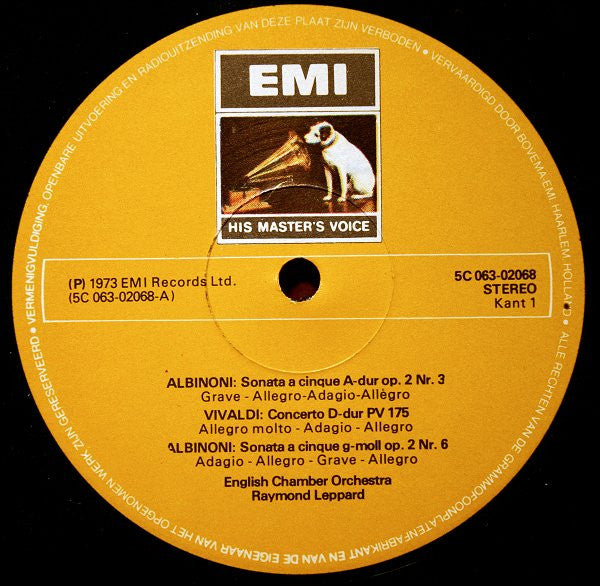 EMI
HIS MASTER'S VOICE
(P) 1973 EMI Records Ltd.
(5C 063-02068-A)
5C 063-02068
STEREO
Kant 1
ALBINONI: Sonata a cinque A-dur op. 2 Nr. 3
Grave - Allegro-Adagio-Allegro
VIVALDI: Concerto D-dur PV 175
Allegro molto - Adagio - Allegro
ALBINONI: Sonata a cinque g-moll op. 2 Nr. 6
Adagio - Allegro - Grave - Allegro
English Chamber Orchestra
Raymond Leppard
• VERVAARDIGD DOOR BOVEMA-EMI, HAARLEM, HOLLAND • ALLE RECHTEN VAN DE GRAMMOFOONPLATENFABRIKANT EN VAN DE EIGENAAR VAN HET OPGENOMEN WERK ZIJN GERESERVEERD • VERMENIGVULDIGING, OPENBARE UITVOERING EN RADIOUITZENDING VAN DEZE PLAAT ZIJN VERBODEN